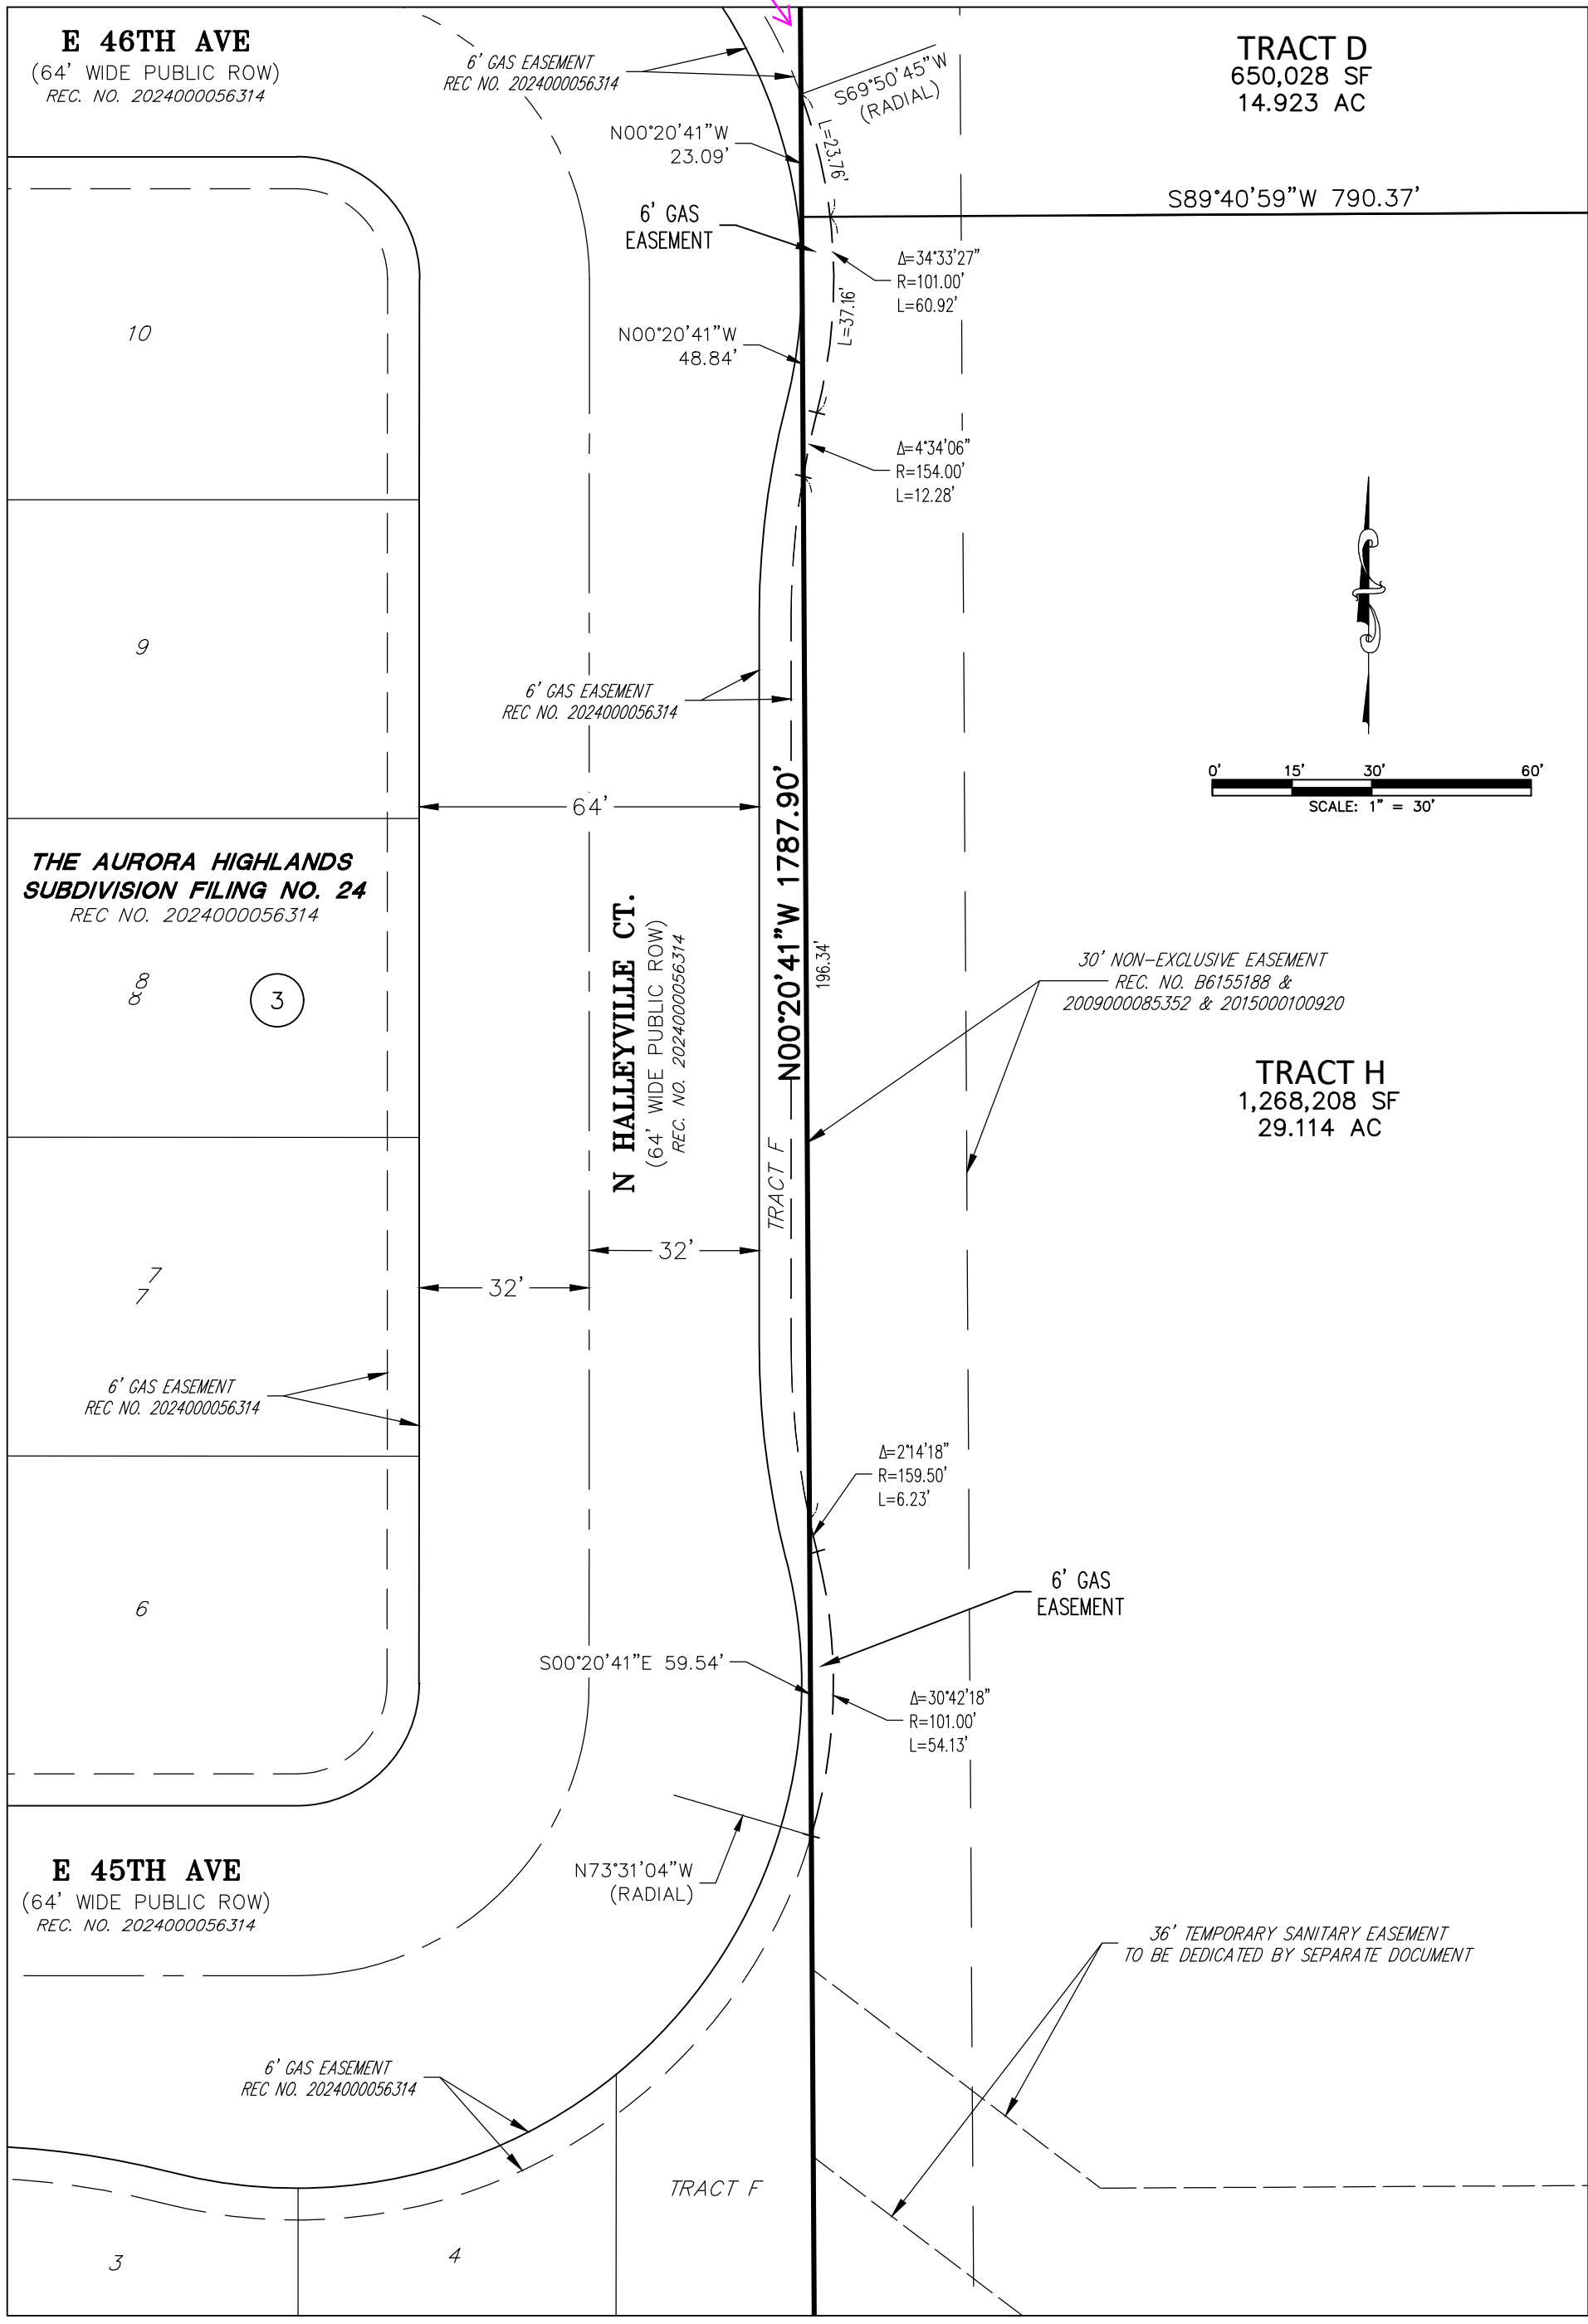 E 46TH AVE
(64' WIDE PUBLIC ROW)
REC. NO. 2024000056314
6' GAS EASEMENT
REC NO. 2024000056314
S69°50'45"W
(RADIAL)
TRACT D
650,028 SF
14.923 AC
N00°20'41"W
23.09'
L=23.76'
S89°40'59"W 790.37'
6' GAS
EASEMENT
Δ=34°33'27"
R=101.00'
L=60.92'
L=37.16'
10
N00°20'41"W
48.84'
Δ=4°34'06"
R=154.00'
L=12.28'
9
6' GAS EASEMENT
REC NO. 2024000056314
0' 15' 30' 60'
SCALE: 1" = 30'
64'
N00°20'41"W 1787.90'
196.34'
THE AURORA HIGHLANDS
SUBDIVISION FILING NO. 24
REC NO. 2024000056314
8
8
3
N HALLEYVILLE CT.
(64' WIDE PUBLIC ROW)
REC. NO. 2024000056314
30' NON-EXCLUSIVE EASEMENT
REC. NO. B6155188 &
2009000085352 & 2015000100920
TRACT H
1,268,208 SF
29.114 AC
TRACT F
32'
32'
7
7
6' GAS EASEMENT
REC NO. 2024000056314
Δ=2°14'18"
R=159.50'
L=6.23'
6
6' GAS
EASEMENT
S00°20'41"E 59.54'
Δ=30°42'18"
R=101.00'
L=54.13'
E 45TH AVE
(64' WIDE PUBLIC ROW)
REC. NO. 2024000056314
N73°31'04"W
(RADIAL)
36' TEMPORARY SANITARY EASEMENT
TO BE DEDICATED BY SEPARATE DOCUMENT
6' GAS EASEMENT
REC NO. 2024000056314
TRACT F
3
4